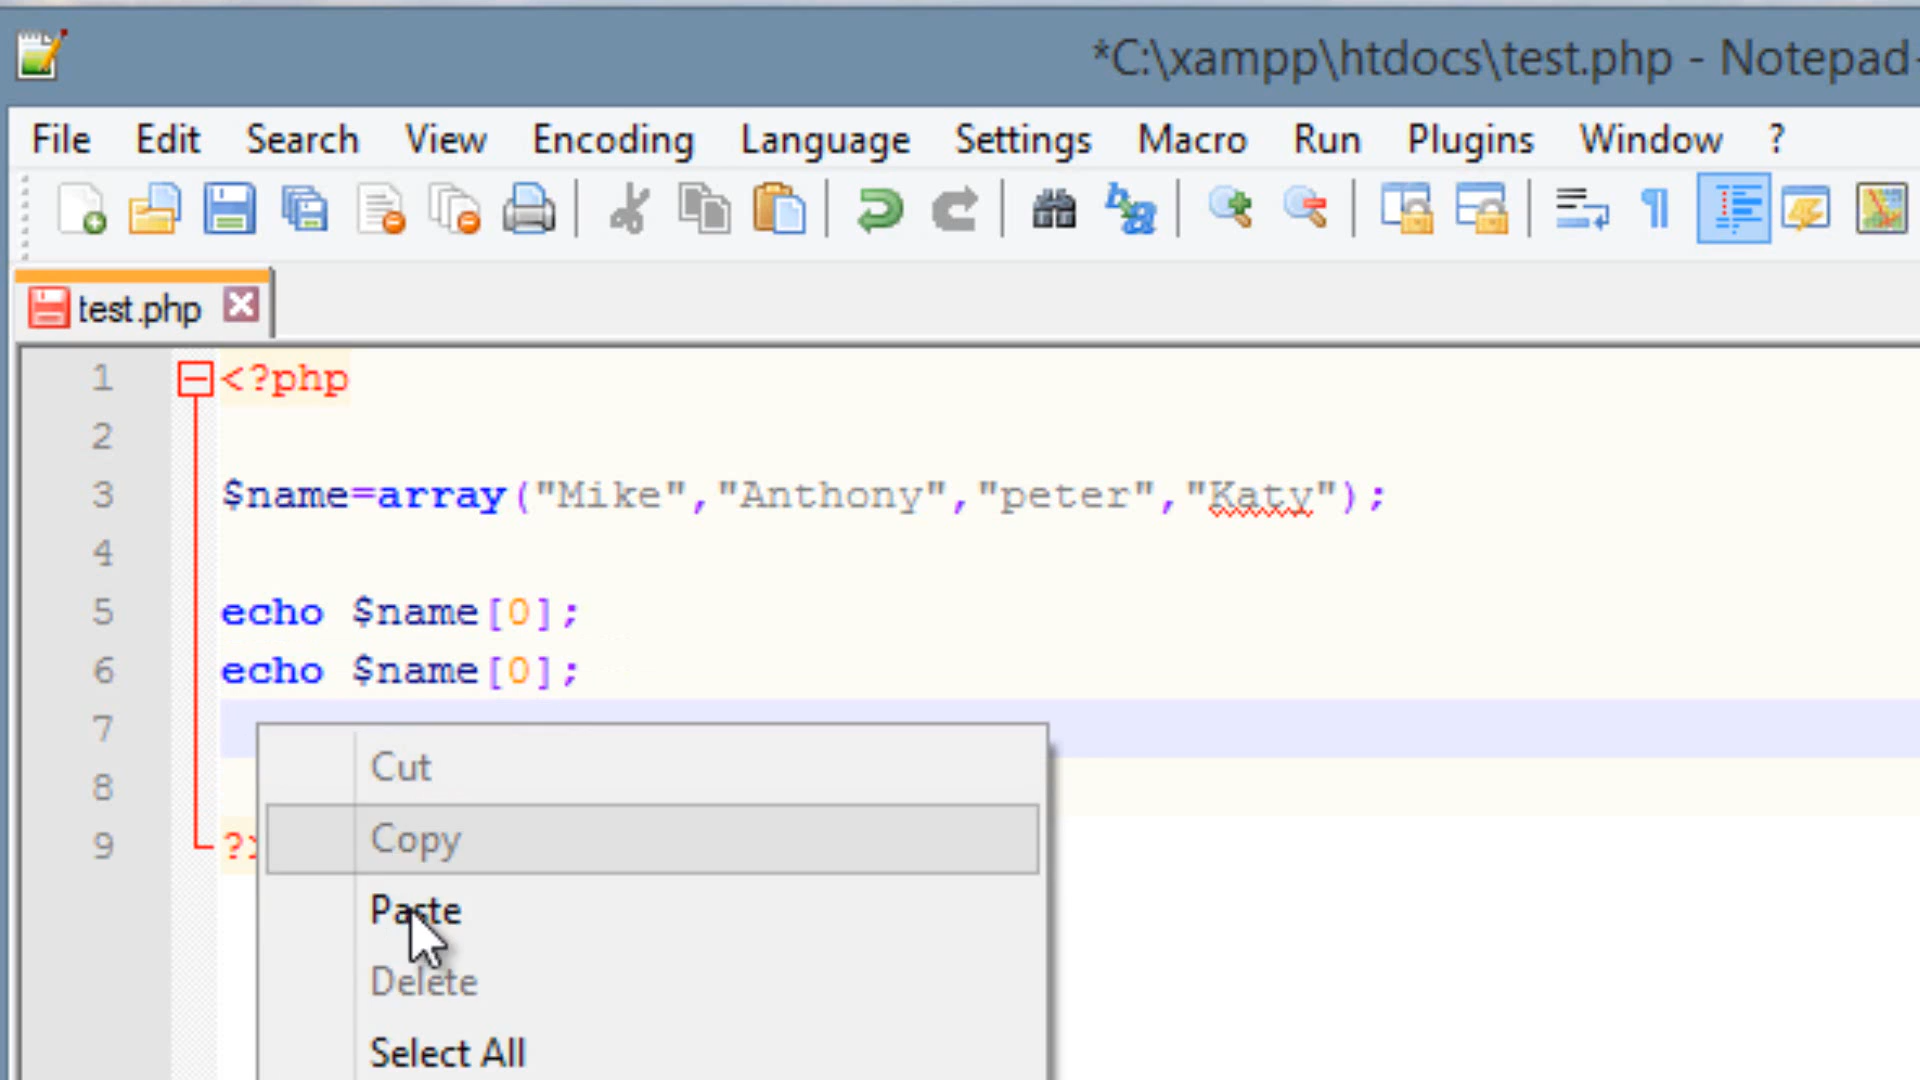 *C:\xampp\htdocs\test.php - Notepad
File Edit Search View Encoding Language Settings Macro Run Plugins Window ?
test.php
1 <?php
2
3 $name=array("Mike","Anthony","peter","Katy");
4
5 echo $name[0];
6 echo $name[0];
7
8
9 ?>
Cut
Copy
Paste
Delete
Select All